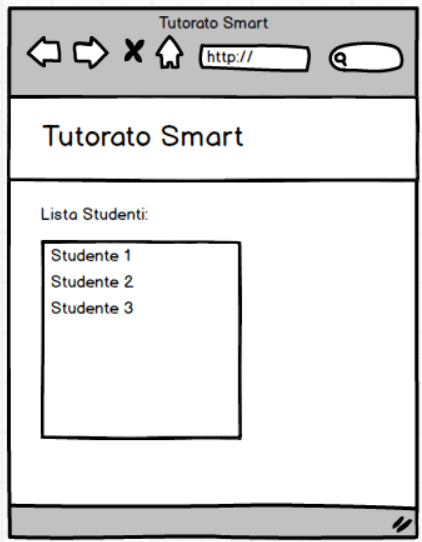 Tutorato Smart
http://
Tutorato Smart
Lista Studenti:
Studente 1
Studente 2
Studente 3